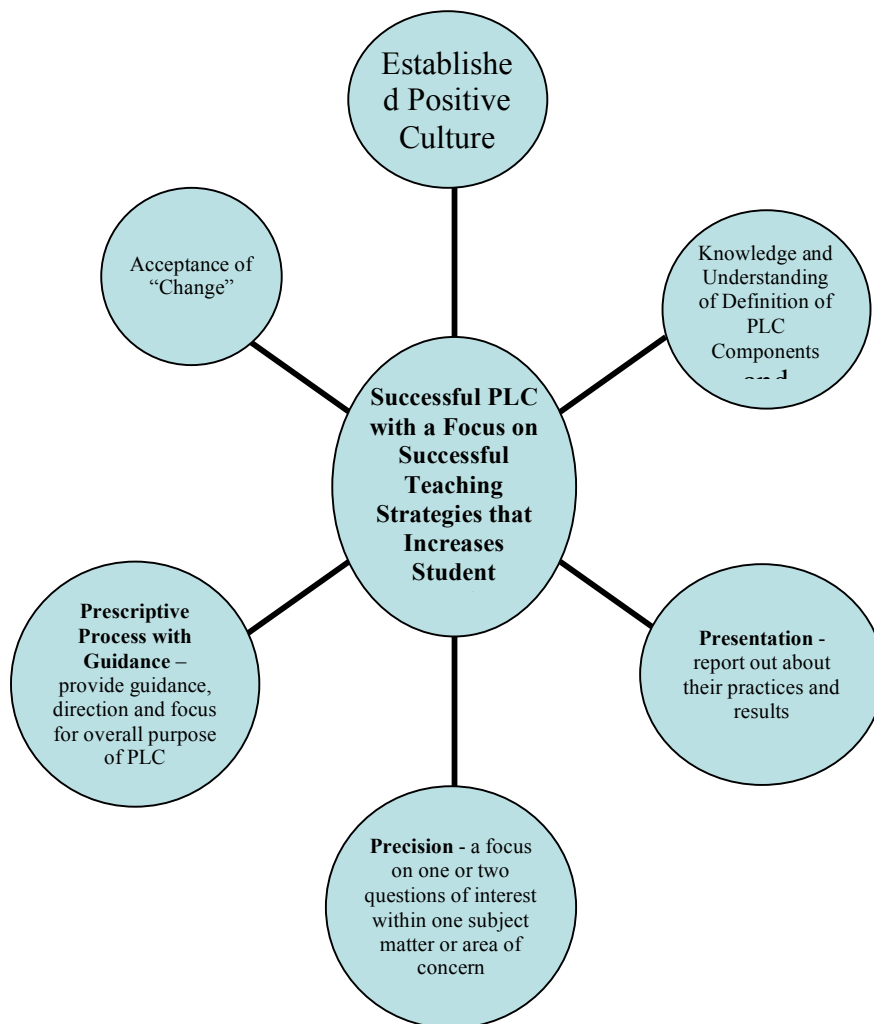 Establishe
d Positive
Culture
Acceptance of
“Change”
Knowledge and
Understanding
of Definition of
PLC
Components
and
Successful PLC
with a Focus on
Successful
Teaching
Strategies that
Increases
Student
Prescriptive
Process with
Guidance –
provide guidance,
direction and focus
for overall purpose
of PLC
Presentation -
report out about
their practices and
results
Precision - a focus
on one or two
questions of interest
within one subject
matter or area of
concern